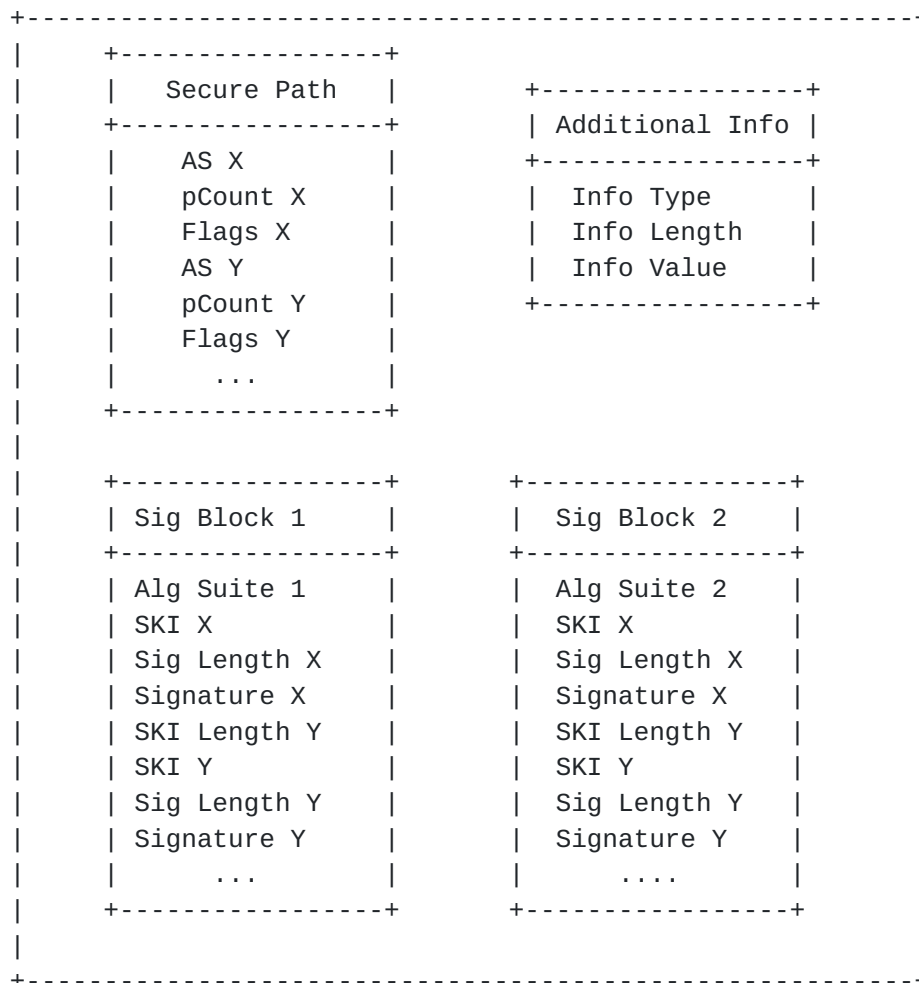 Secure Path
AS X
pCount X
Flags X
AS Y
pCount Y
Flags Y
...
Additional Info
Info Type
Info Length
Info Value
Sig Block 1
Alg Suite 1
SKI X
Sig Length X
Signature X
SKI Length Y
SKI Y
Sig Length Y
Signature Y
...
Sig Block 2
Alg Suite 2
SKI X
Sig Length X
Signature X
SKI Length Y
SKI Y
Sig Length Y
Signature Y
....